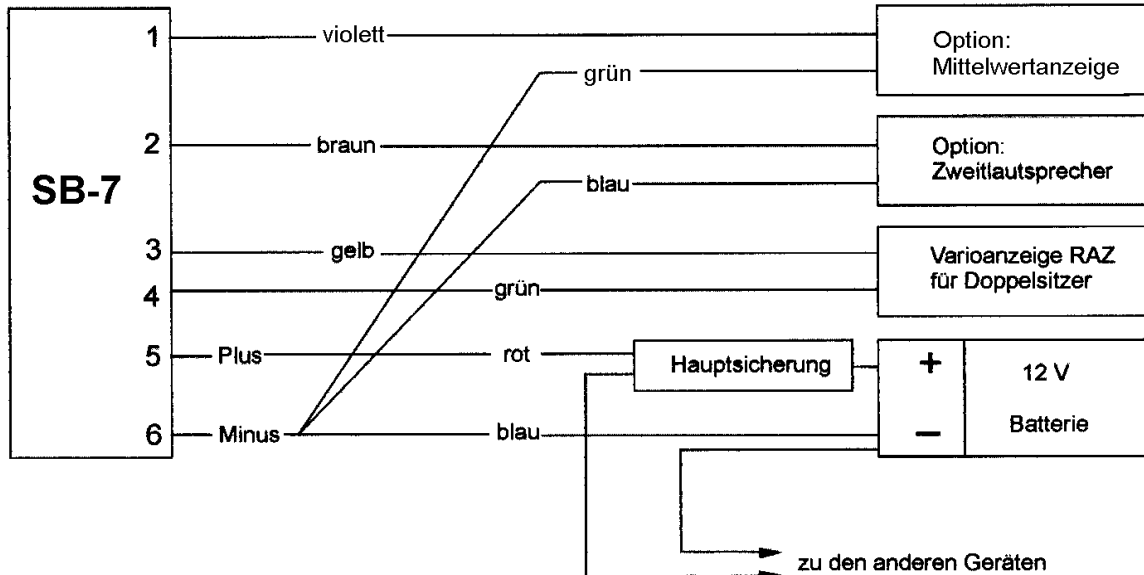 1 violett Option:
grün Mittelwertanzeige
2 braun Option:
SB-7 blau Zweitlautsprecher
3 gelb Varioanzeige RAZ
4 grün für Doppelsitzer
5 Plus rot Hauptsicherung + 12 V
6 Minus blau − Batterie
zu den anderen Geräten